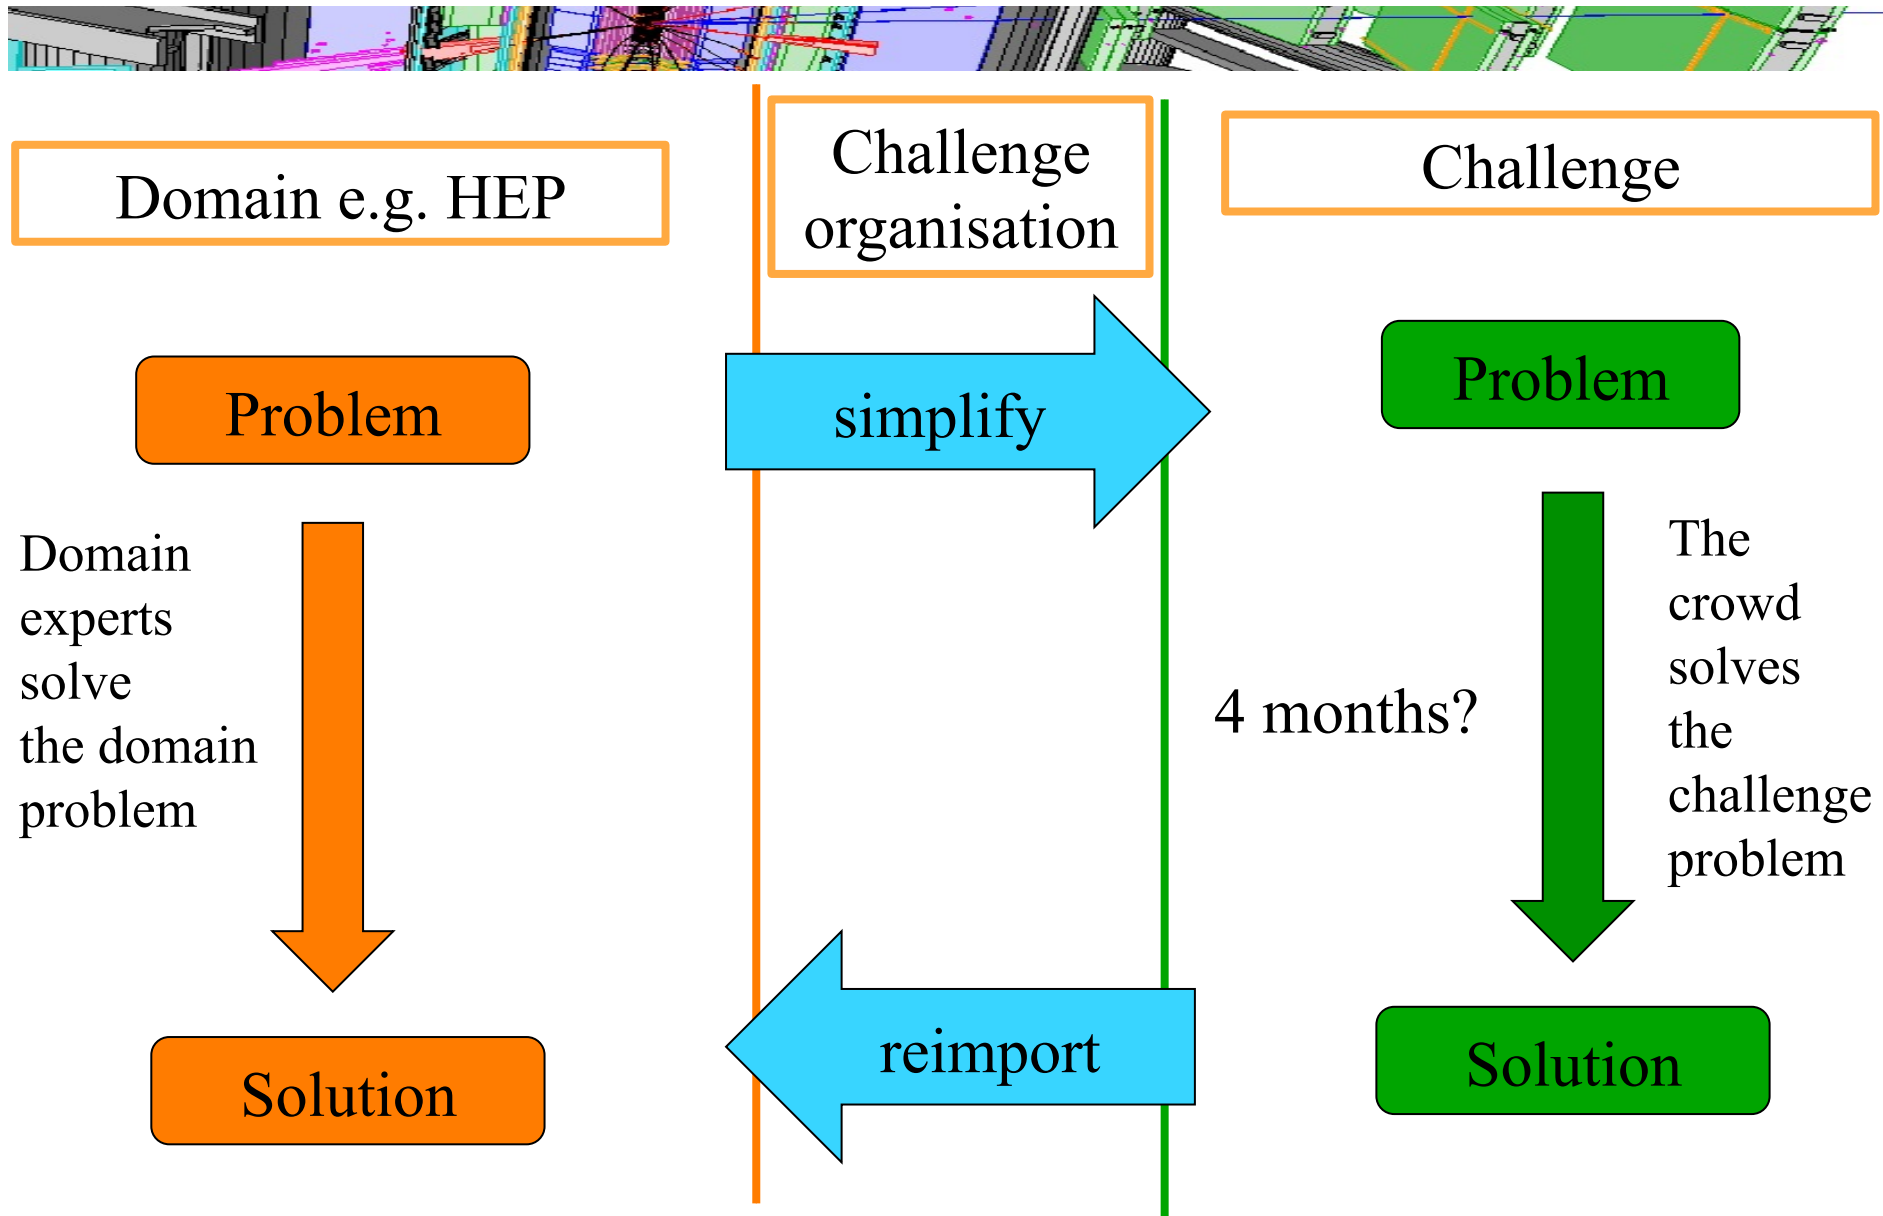 Domain e.g. HEP
Challenge
organisation
Challenge
Problem
simplify
Problem
Domain
experts
solve
the domain
problem
4 months?
The
crowd
solves
the
challenge
problem
Solution
reimport
Solution